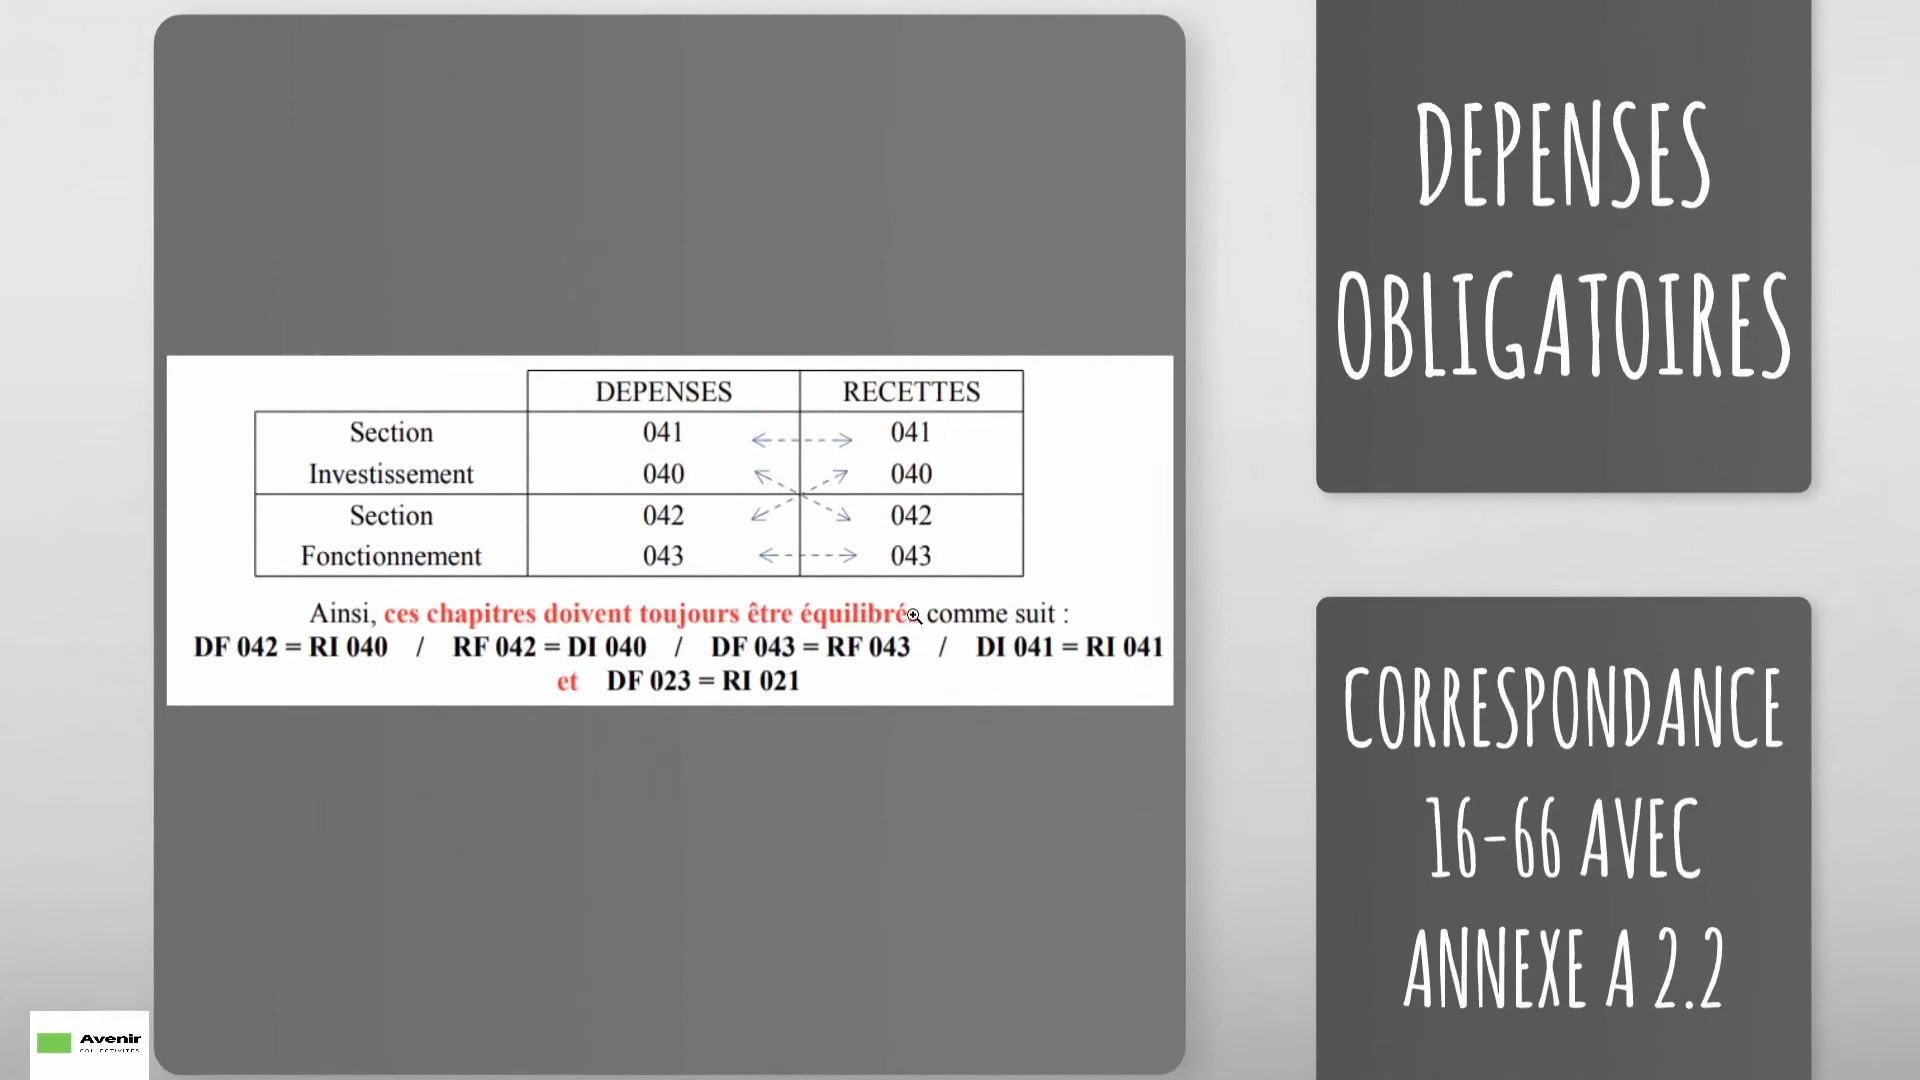 DEPENSES RECETTES
Section 041 041
Investissement 040 040
Section 042 042
Fonctionnement 043 043
Ainsi, ces chapitres doivent toujours être équilibrés comme suit :
DF 042 = RI 040 / RF 042 = DI 040 / DF 043 = RF 043 / DI 041 = RI 041
et DF 023 = RI 021
DEPENSES
OBLIGATOIRES
CORRESPONDANCE
16-66 AVEC
ANNEXE A 2.2
Avenir
COLLECTIVITES